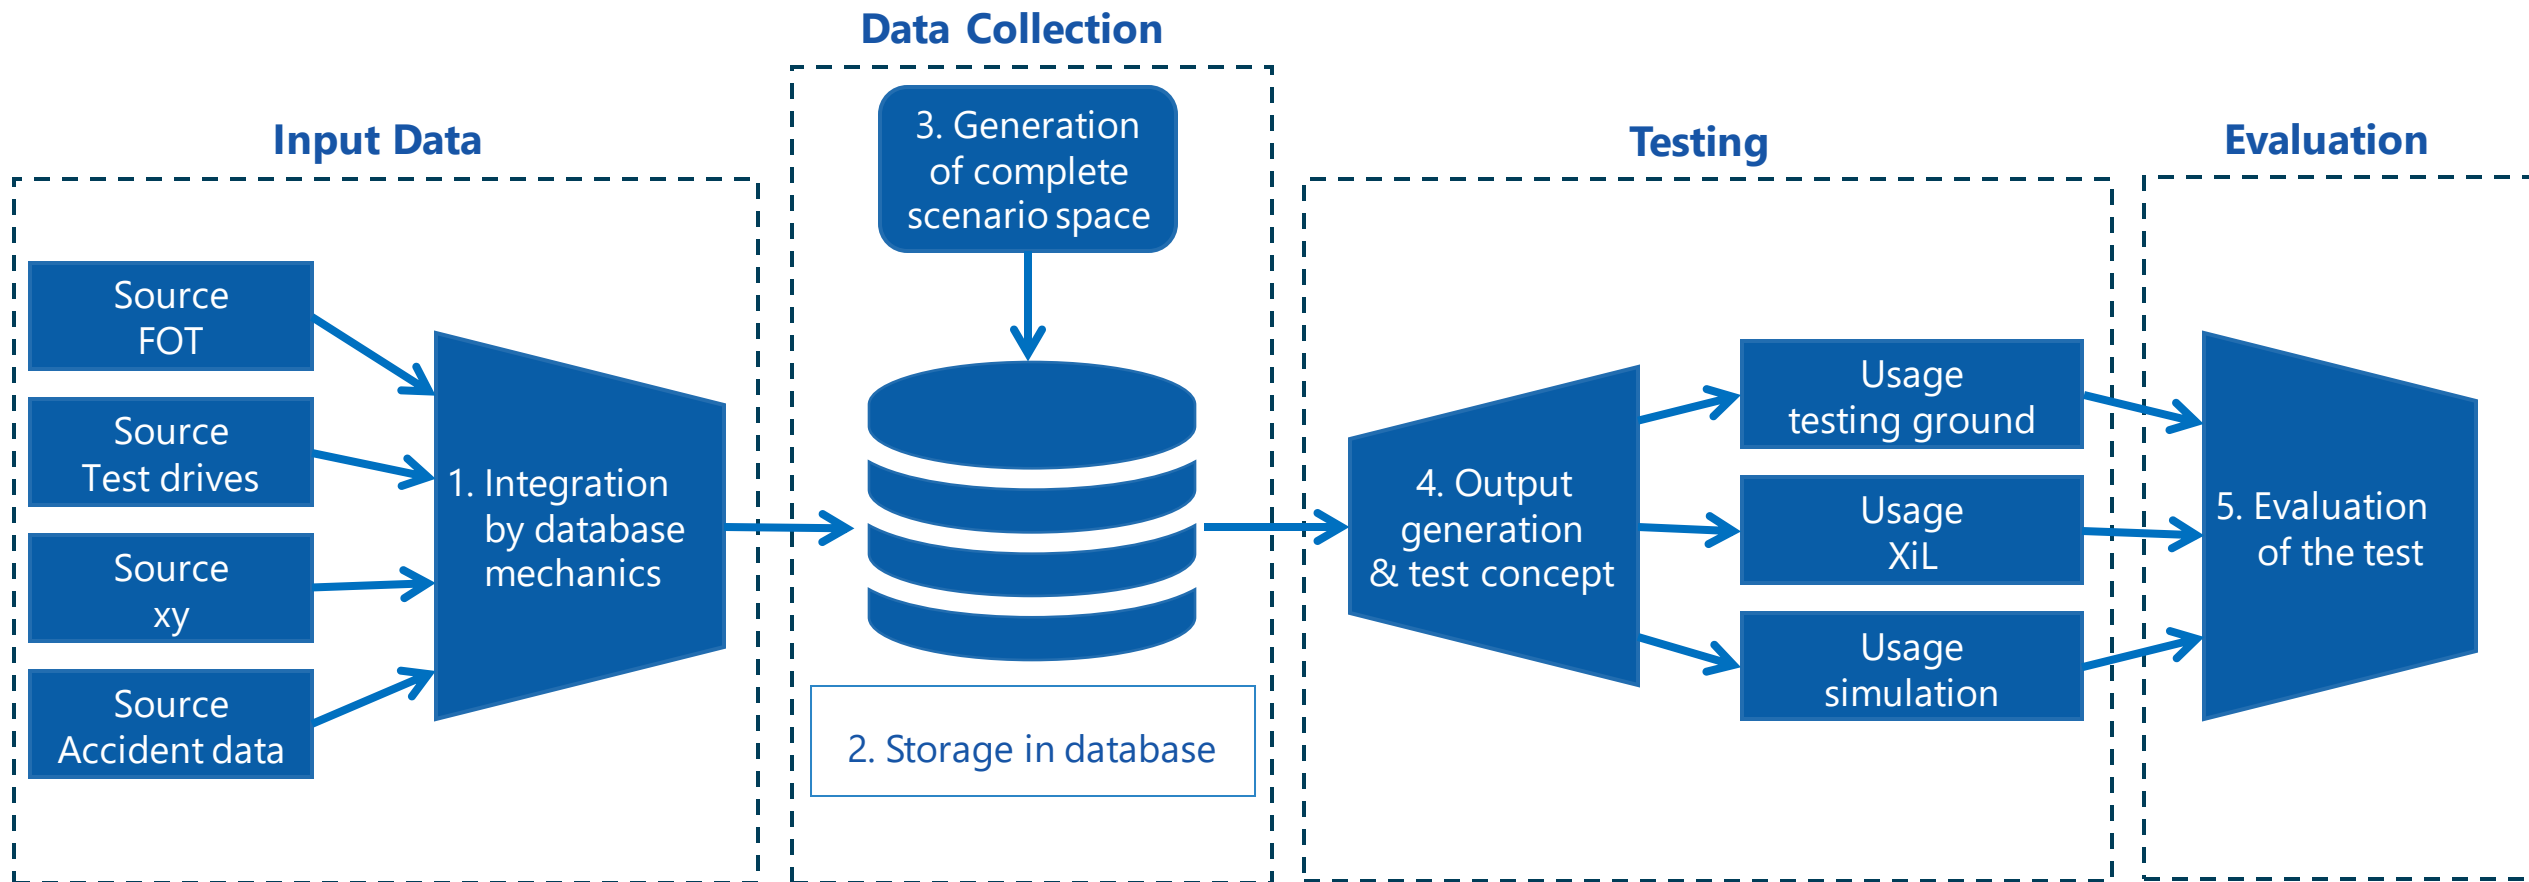 Input Data
Source
FOT
Source
Test drives
Source
xy
Source
Accident data
1. Integration
by database
mechanics
Data Collection
3. Generation
of complete
scenario space
2. Storage in database
Testing
4. Output
generation
& test concept
Usage
testing ground
Usage
XiL
Usage
simulation
Evaluation
5. Evaluation
of the test